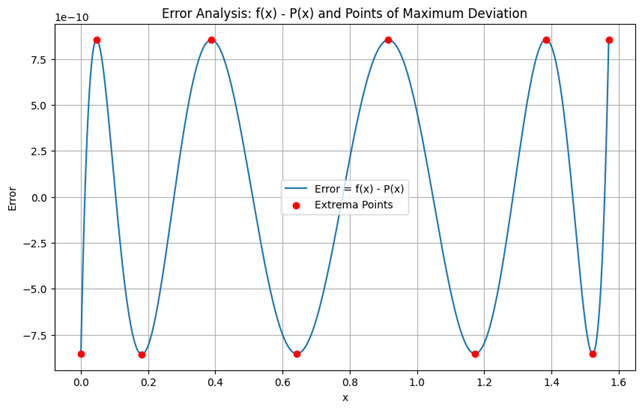 Error Analysis: f(x) - P(x) and Points of Maximum Deviation
1e−10
7.5
5.0
2.5
0.0
−2.5
−5.0
−7.5
Error
Error = f(x) - P(x)
Extrema Points
0.0 0.2 0.4 0.6 0.8 1.0 1.2 1.4 1.6
x